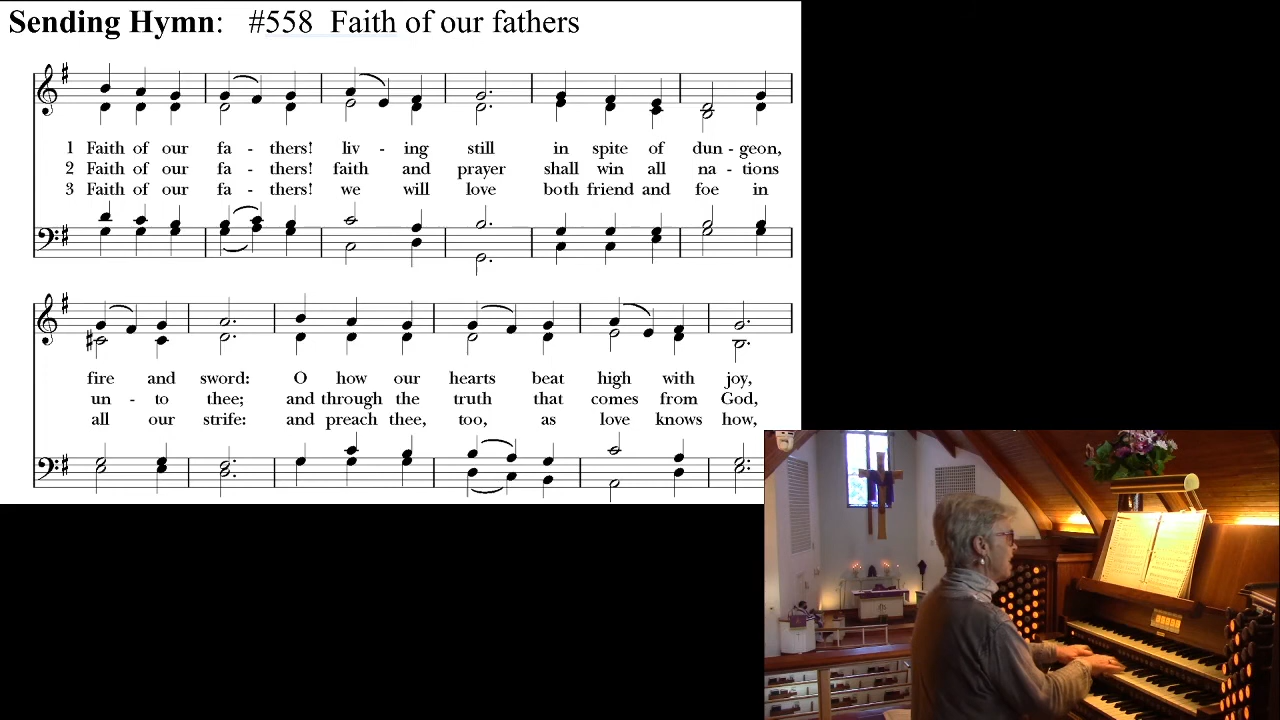 Sending Hymn: #558 Faith of our fathers
1 Faith of our fa - thers! liv - ing still in spite of dun - geon,
2 Faith of our fa - thers! faith and prayer shall win all na - tions
3 Faith of our fa - thers! we will love both friend and foe in
fire and sword: O how our hearts beat high with joy,
un - to thee; and through the truth that comes from God,
all our strife: and preach thee, too, as love knows how,